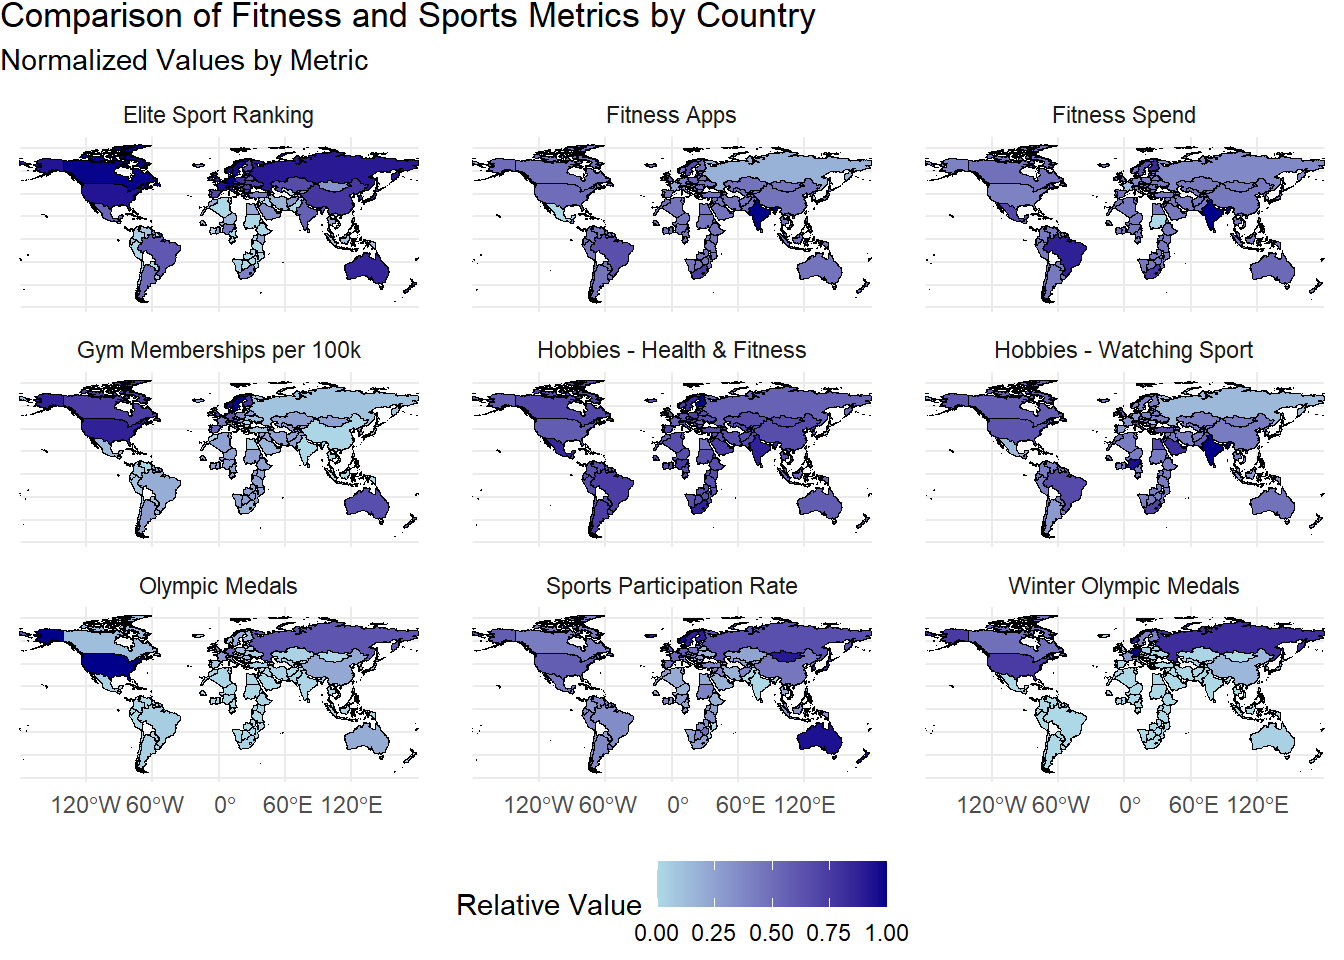 Comparison of Fitness and Sports Metrics by Country
Normalized Values by Metric
Elite Sport Ranking
Fitness Apps
Fitness Spend
Gym Memberships per 100k
Hobbies - Health & Fitness
Hobbies - Watching Sport
Olympic Medals
Sports Participation Rate
Winter Olympic Medals
120°W 60°W 0° 60°E 120°E
120°W 60°W 0° 60°E 120°E
120°W 60°W 0° 60°E 120°E
Relative Value
0.00 0.25 0.50 0.75 1.00